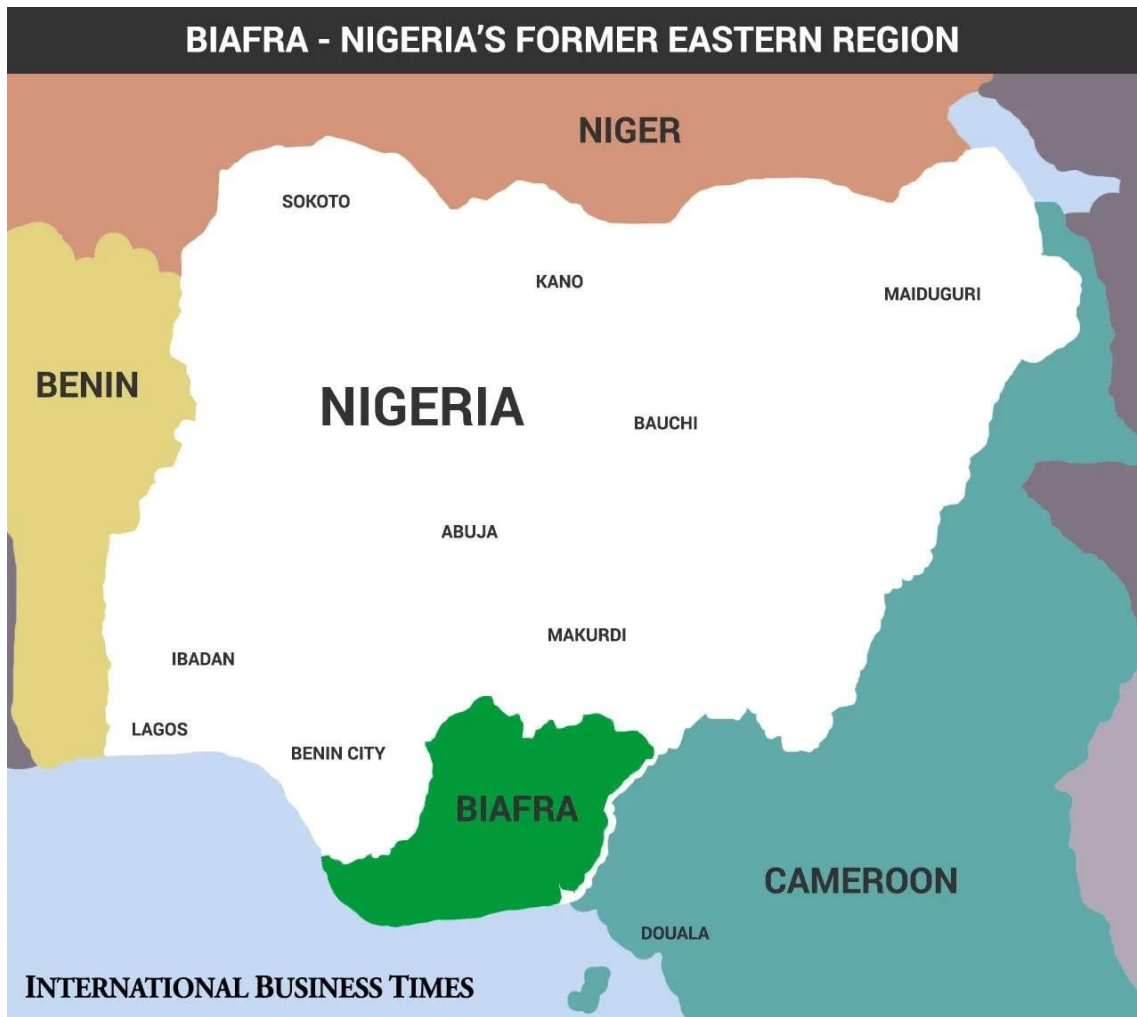 BIAFRA - NIGERIA'S FORMER EASTERN REGION
NIGER
SOKOTO
KANO
MAIDUGURI
BENIN
NIGERIA
BAUCHI
ABUJA
MAKURDI
IBADAN
LAGOS
BENIN CITY
BIAFRA
CAMEROON
DOUALA
INTERNATIONAL BUSINESS TIMES